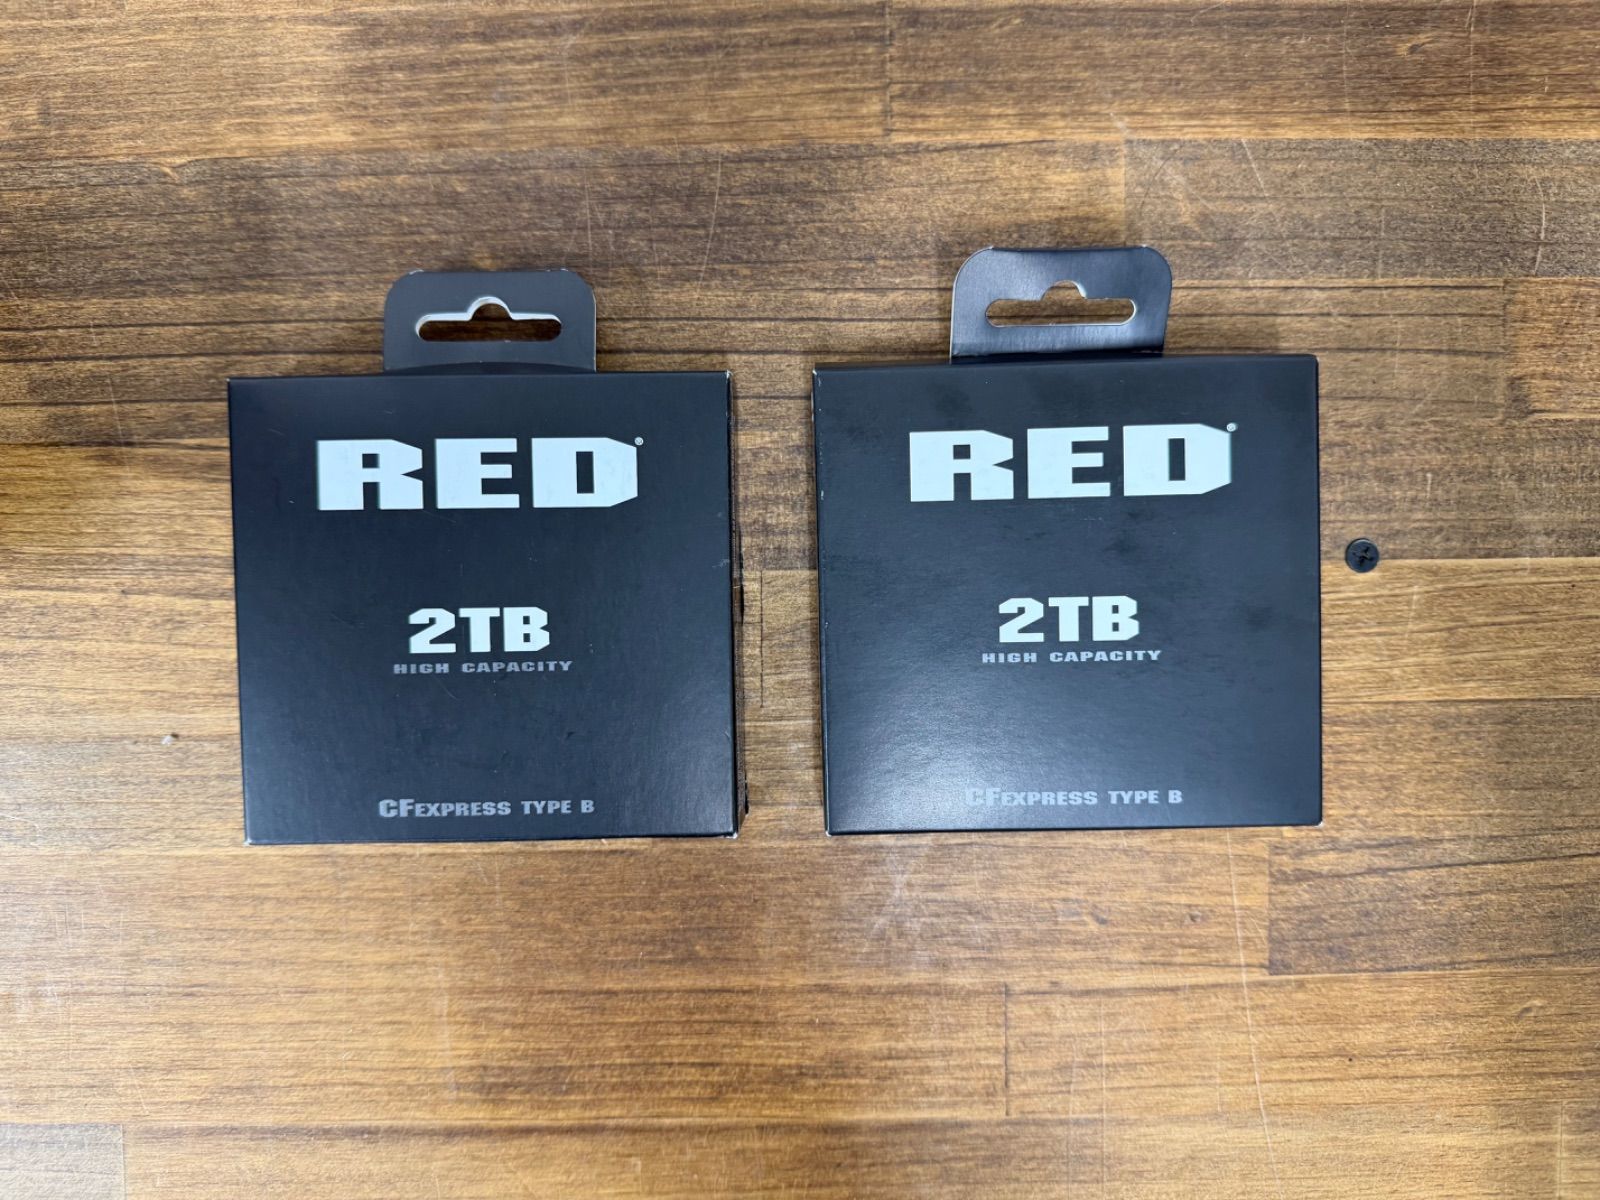 RED®
2TB
HIGH CAPACITY
CFEXPRESS TYPE B
RED®
2TB
HIGH CAPACITY
CFEXPRESS TYPE B